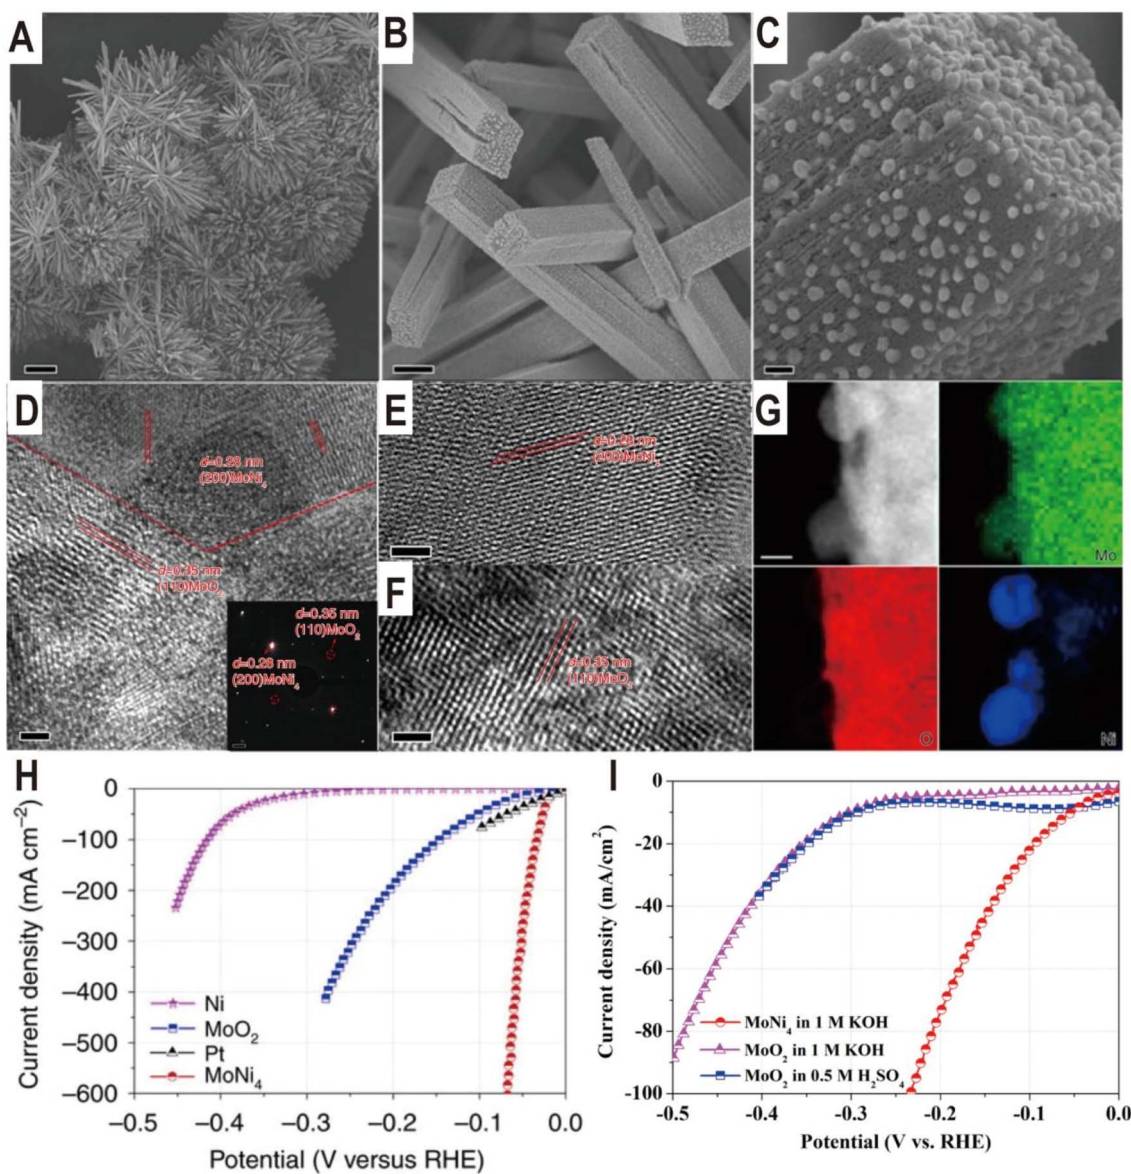 A
B
C
D
d=0.28 nm
(200)MoNi₄
d=0.35 nm
(110)MoO₂
d=0.35 nm
(110)MoO₂
d=0.28 nm
(200)MoNi₄
E
d=0.28 nm
(200)MoNi₄
F
d=0.35 nm
(110)MoO₂
G
Mo
O
Ni
H
Current density (mA cm⁻²)
0
−100
−200
−300
−400
−500
−600
Ni
MoO₂
Pt
MoNi₄
−0.5
−0.4
−0.3
−0.2
−0.1
0.0
Potential (V versus RHE)
I
Current density (mA/cm²)
0
-20
-40
-60
-80
-100
MoNi₄ in 1 M KOH
MoO₂ in 1 M KOH
MoO₂ in 0.5 M H₂SO₄
-0.5
-0.4
-0.3
-0.2
-0.1
0.0
Potential (V vs. RHE)